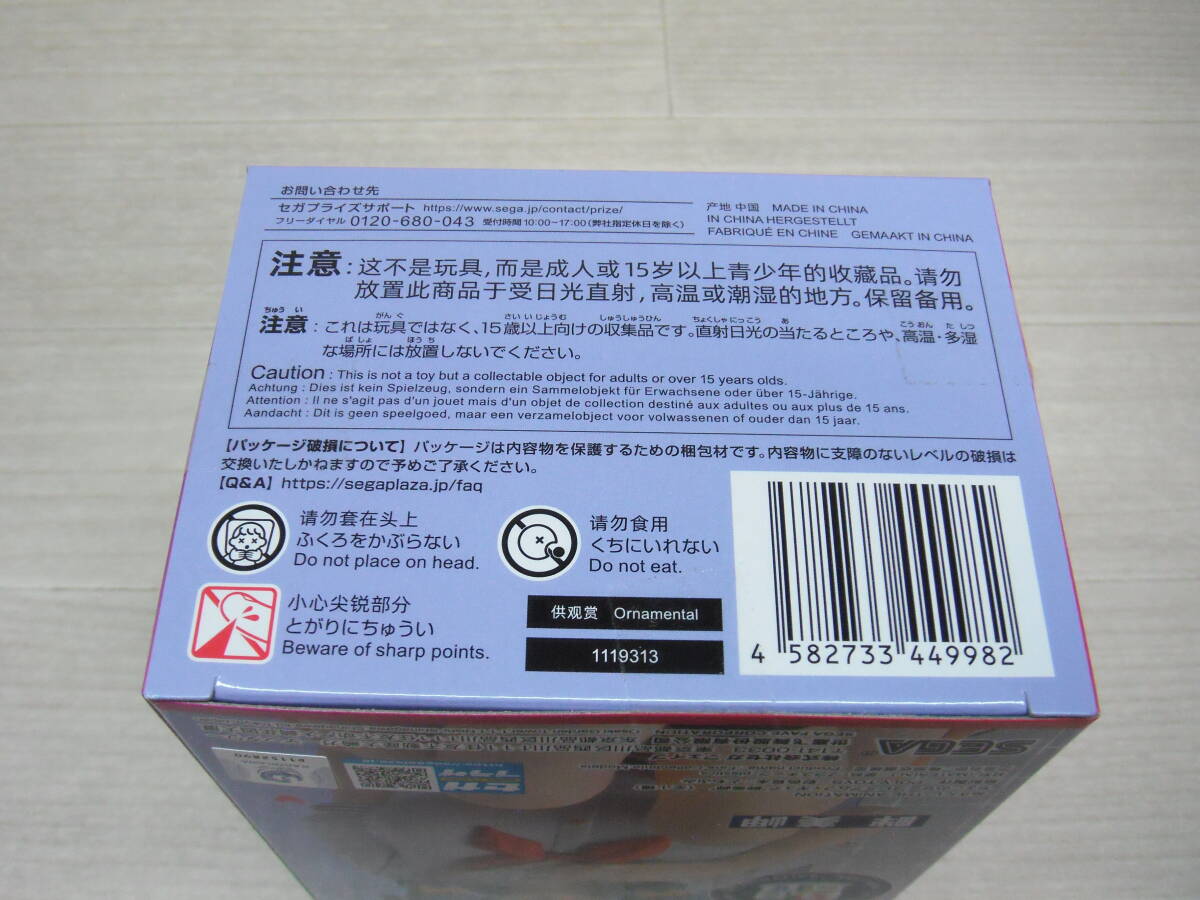 お問い合わせ先
セガプライズサポート https://www.sega.jp/contact/prize/
フリーダイヤル 0120-680-043 受付時間10:00~17:00(弊社指定休日を除く)
产地 中国 MADE IN CHINA
IN CHINA HERGESTELLT
FABRIQUÉ EN CHINE GEMAAKT IN CHINA
注意：这不是玩具，而是成人或15岁以上青少年的收藏品。请勿
放置此商品于受日光直射，高温或潮湿的地方。保留备用。
注意：これは玩具ではなく、15歳以上向けの収集品です。直射日光の当たるところや、高温・多湿
な場所には放置しないでください。
Caution : This is not a toy but a collectable object for adults or over 15 years olds.
Achtung : Dies ist kein Spielzeug, sondern ein Sammelobjekt für Erwachsene oder über 15-Jährige.
Attention : Il ne s'agit pas d'un jouet mais d'un objet de collection destiné aux adultes ou aux plus de 15 ans.
Aandacht : Dit is geen speelgoed, maar een verzamelobject voor volwassenen of ouder dan 15 jaar.
【パッケージ破損について】パッケージは内容物を保護するための梱包材です。内容物に支障のないレベルの破損は
交換いたしかねますので予めご了承ください。
【Q&A】https://segaplaza.jp/faq
请勿套在头上
ふくろをかぶらない
Do not place on head.
请勿食用
くちにいれない
Do not eat.
小心尖锐部分
とがりにちゅうい
Beware of sharp points.
供观赏 Ornamental
1119313
4 582733 449982
SEGA
株式会社セガ フェイブ
SEGA FAVE CORPORATION
セガ
プラザ